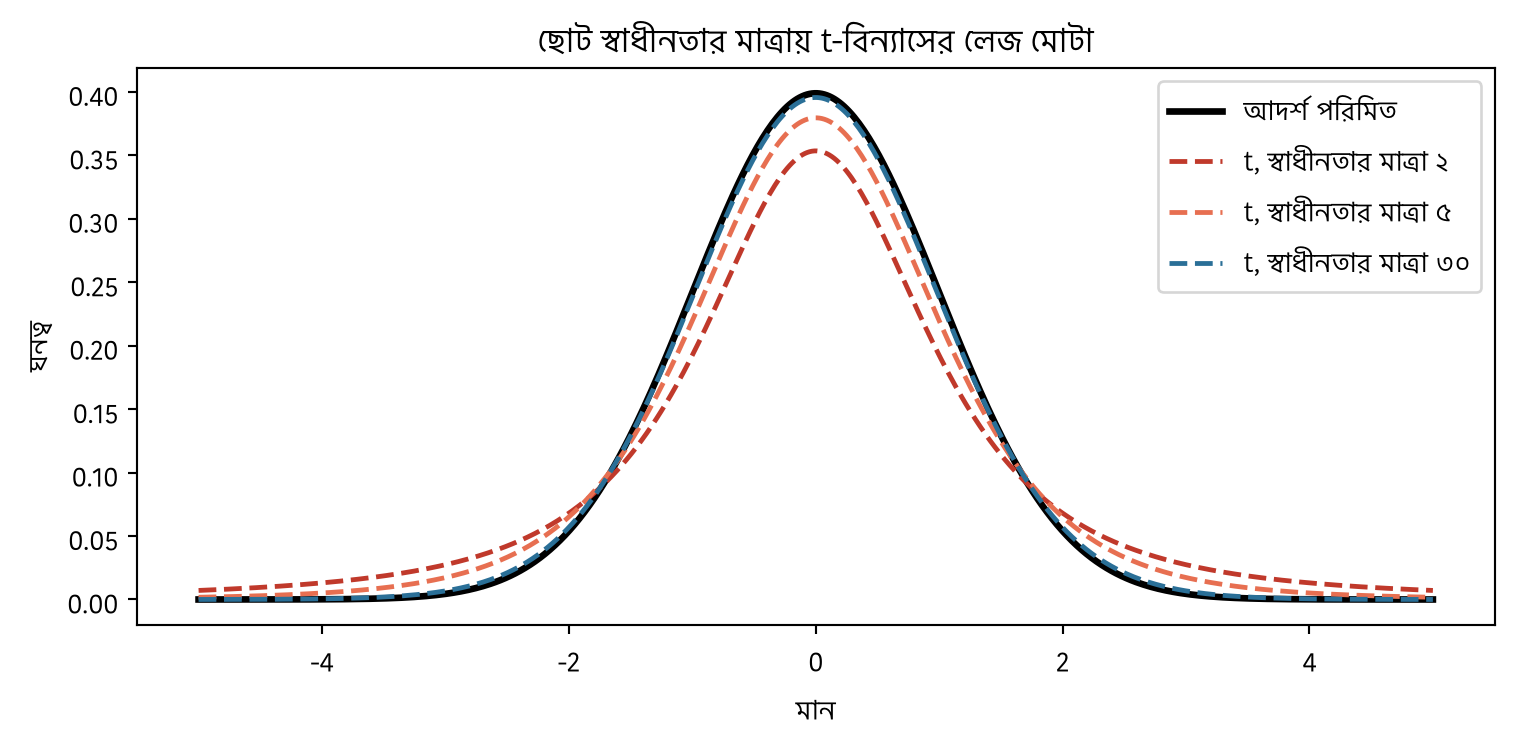 ছোট স্বাধীনতার মাত্রায় t-বিন্যাসের লেজ মোটা
আদর্শ পরিমিত
t, স্বাধীনতার মাত্রা ২
t, স্বাধীনতার মাত্রা ৫
t, স্বাধীনতার মাত্রা ৩০
ঘনত্ব
0.40
0.35
0.30
0.25
0.20
0.15
0.10
0.05
0.00
-4
-2
0
2
4
মান